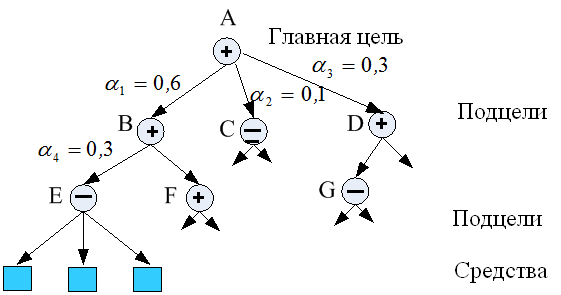 A
Главная цель
+
α₁ = 0,6
α₂ = 0,1
α₃ = 0,3
Подцели
B
+
C
−
D
+
α₄ = 0,3
E
−
F
+
G
−
Подцели
Средства